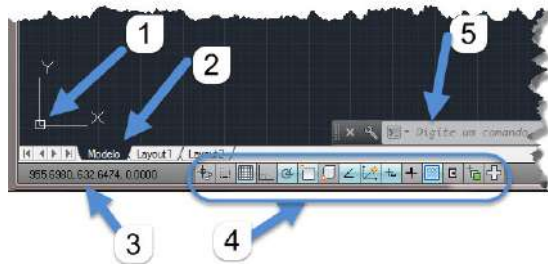 1
2
5
Y
X
Digite um comando
Modelo Layout1 Layout2
955.6980, 632.6474, 0.0000
3
4